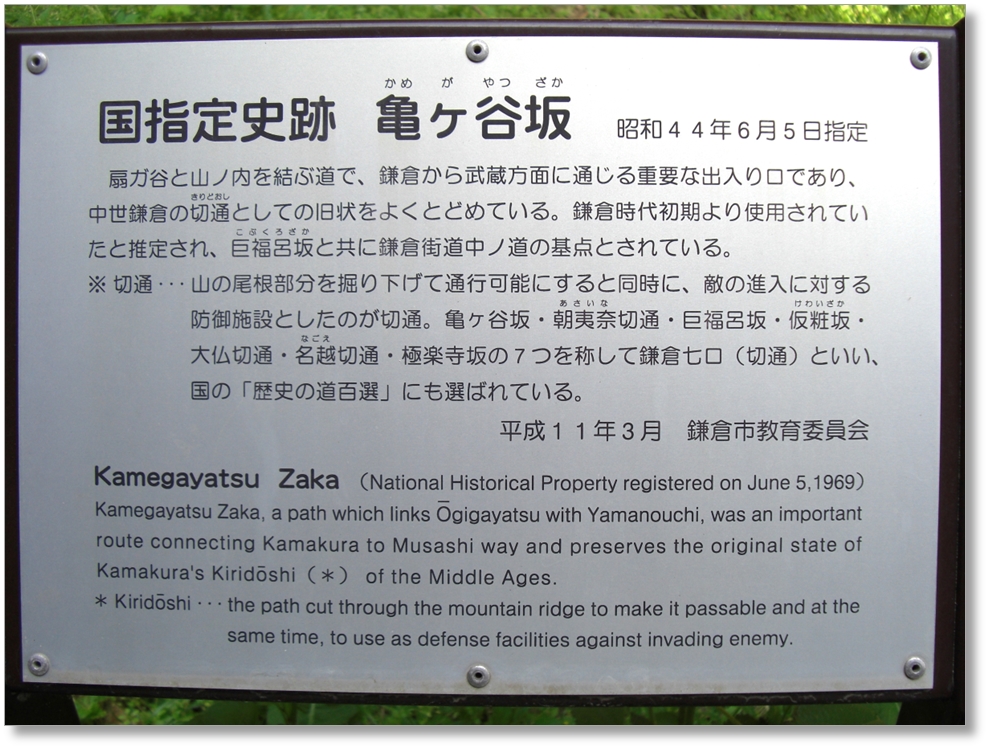 かめ が やつ ざか
国指定史跡 亀ヶ谷坂 昭和44年6月5日指定
扇ガ谷と山ノ内を結ぶ道で、鎌倉から武蔵方面に通じる重要な出入り口であり、
きりどおし
中世鎌倉の切通としての旧状をよくとどめている。鎌倉時代初期より使用されてい
こぶくろざか
たと推定され、巨福呂坂と共に鎌倉街道中ノ道の基点とされている。
※ 切通･･･山の尾根部分を掘り下げて通行可能にすると同時に、敵の進入に対する
あさいな けわいざか
防御施設としたのが切通。亀ヶ谷坂・朝夷奈切通・巨福呂坂・仮粧坂・
なごえ
大仏切通・名越切通・極楽寺坂の7つを称して鎌倉七口（切通）といい、
国の「歴史の道百選」にも選ばれている。
平成11年3月 鎌倉市教育委員会
Kamegayatsu Zaka （National Historical Property registered on June 5,1969）
Kamegayatsu Zaka, a path which links Ōgigayatsu with Yamanouchi, was an important
route connecting Kamakura to Musashi way and preserves the original state of
Kamakura's Kiridōshi（＊） of the Middle Ages.
＊ Kiridōshi･･･the path cut through the mountain ridge to make it passable and at the
same time, to use as defense facilities against invading enemy.